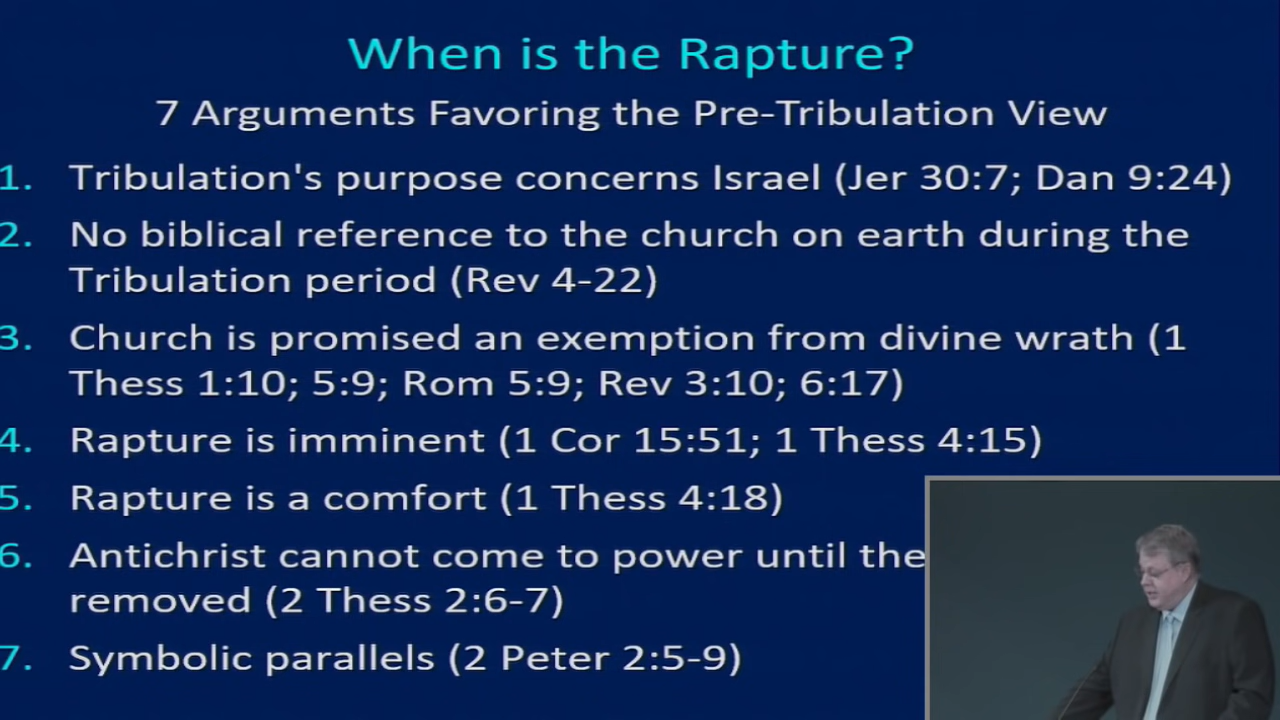 When is the Rapture?
7 Arguments Favoring the Pre-Tribulation View
1. Tribulation's purpose concerns Israel (Jer 30:7; Dan 9:24)
2. No biblical reference to the church on earth during the
Tribulation period (Rev 4-22)
3. Church is promised an exemption from divine wrath (1
Thess 1:10; 5:9; Rom 5:9; Rev 3:10; 6:17)
4. Rapture is imminent (1 Cor 15:51; 1 Thess 4:15)
5. Rapture is a comfort (1 Thess 4:18)
6. Antichrist cannot come to power until the
removed (2 Thess 2:6-7)
7. Symbolic parallels (2 Peter 2:5-9)